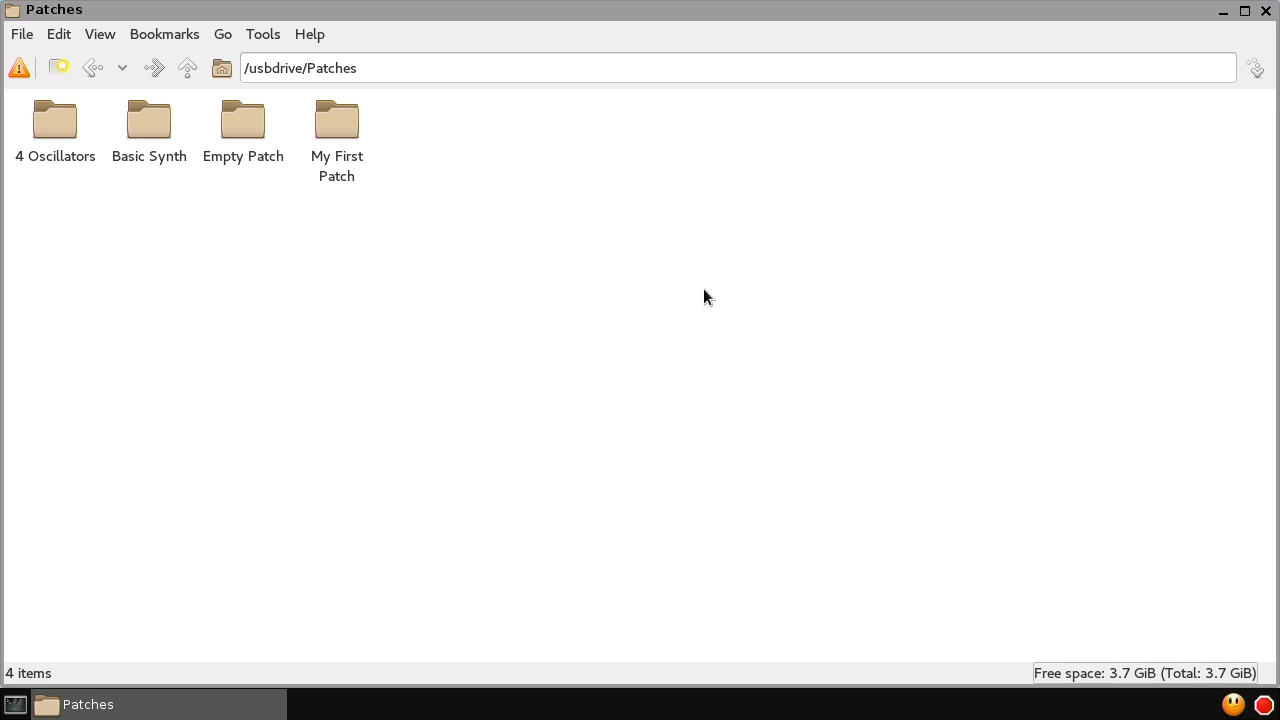 Patches
File Edit View Bookmarks Go Tools Help
/usbdrive/Patches
4 Oscillators Basic Synth Empty Patch My First
Patch
4 items Free space: 3.7 GiB (Total: 3.7 GiB)
Patches